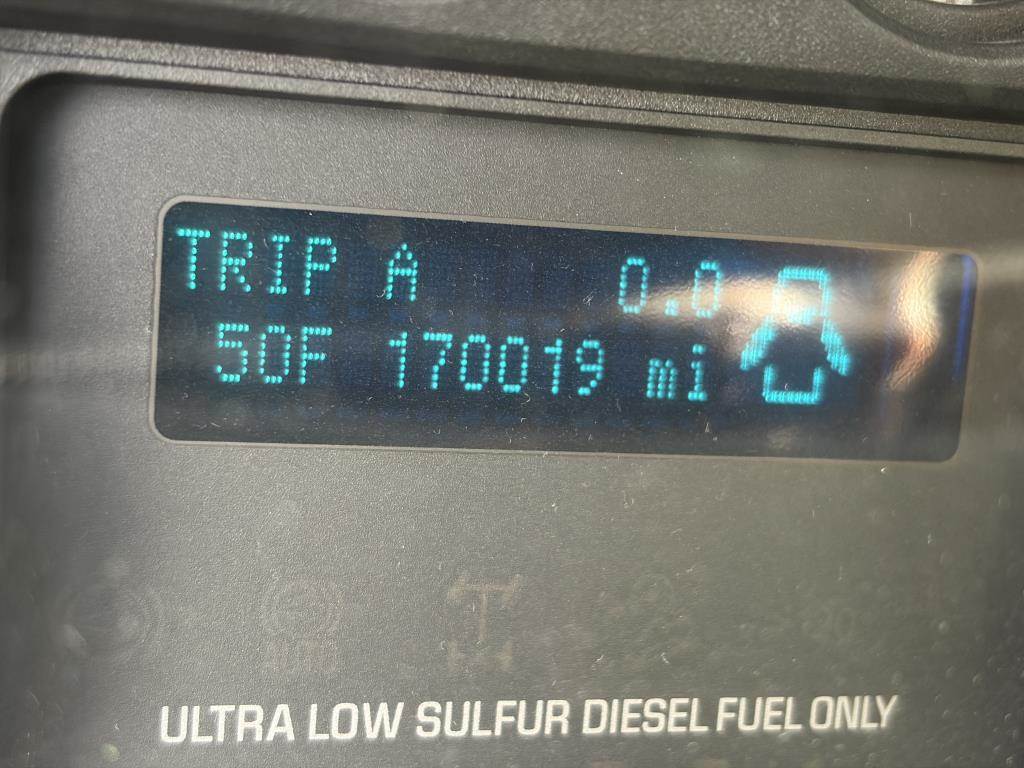 TRIP A 0.0
50F 170019 mi
ULTRA LOW SULFUR DIESEL FUEL ONLY